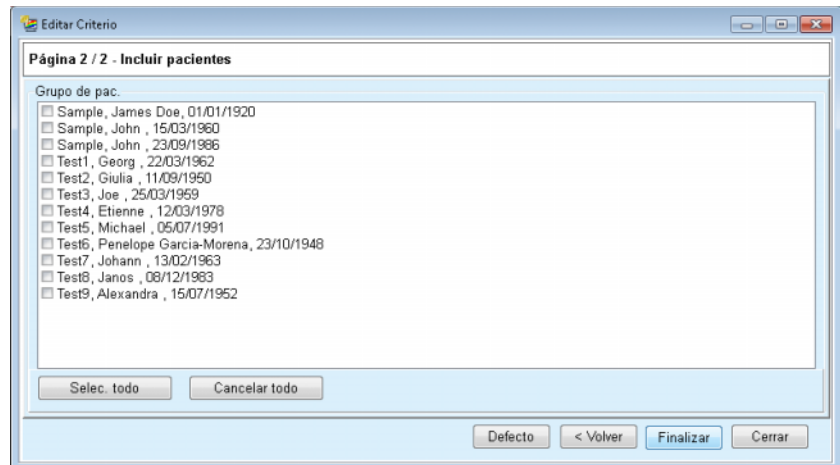 Editar Criterio
Página 2 / 2 - Incluir pacientes
Grupo de pac.
Sample, James Doe, 01/01/1920
Sample, John , 15/03/1960
Sample, John , 23/09/1986
Test1, Georg , 22/03/1962
Test2, Giulia , 11/09/1950
Test3, Joe , 25/03/1959
Test4, Etienne , 12/03/1978
Test5, Michael , 05/07/1991
Test6, Penelope Garcia-Morena, 23/10/1948
Test7, Johann , 13/02/1963
Test8, Janos , 08/12/1983
Test9, Alexandra , 15/07/1952
Selec. todo Cancelar todo
Defecto < Volver Finalizar Cerrar